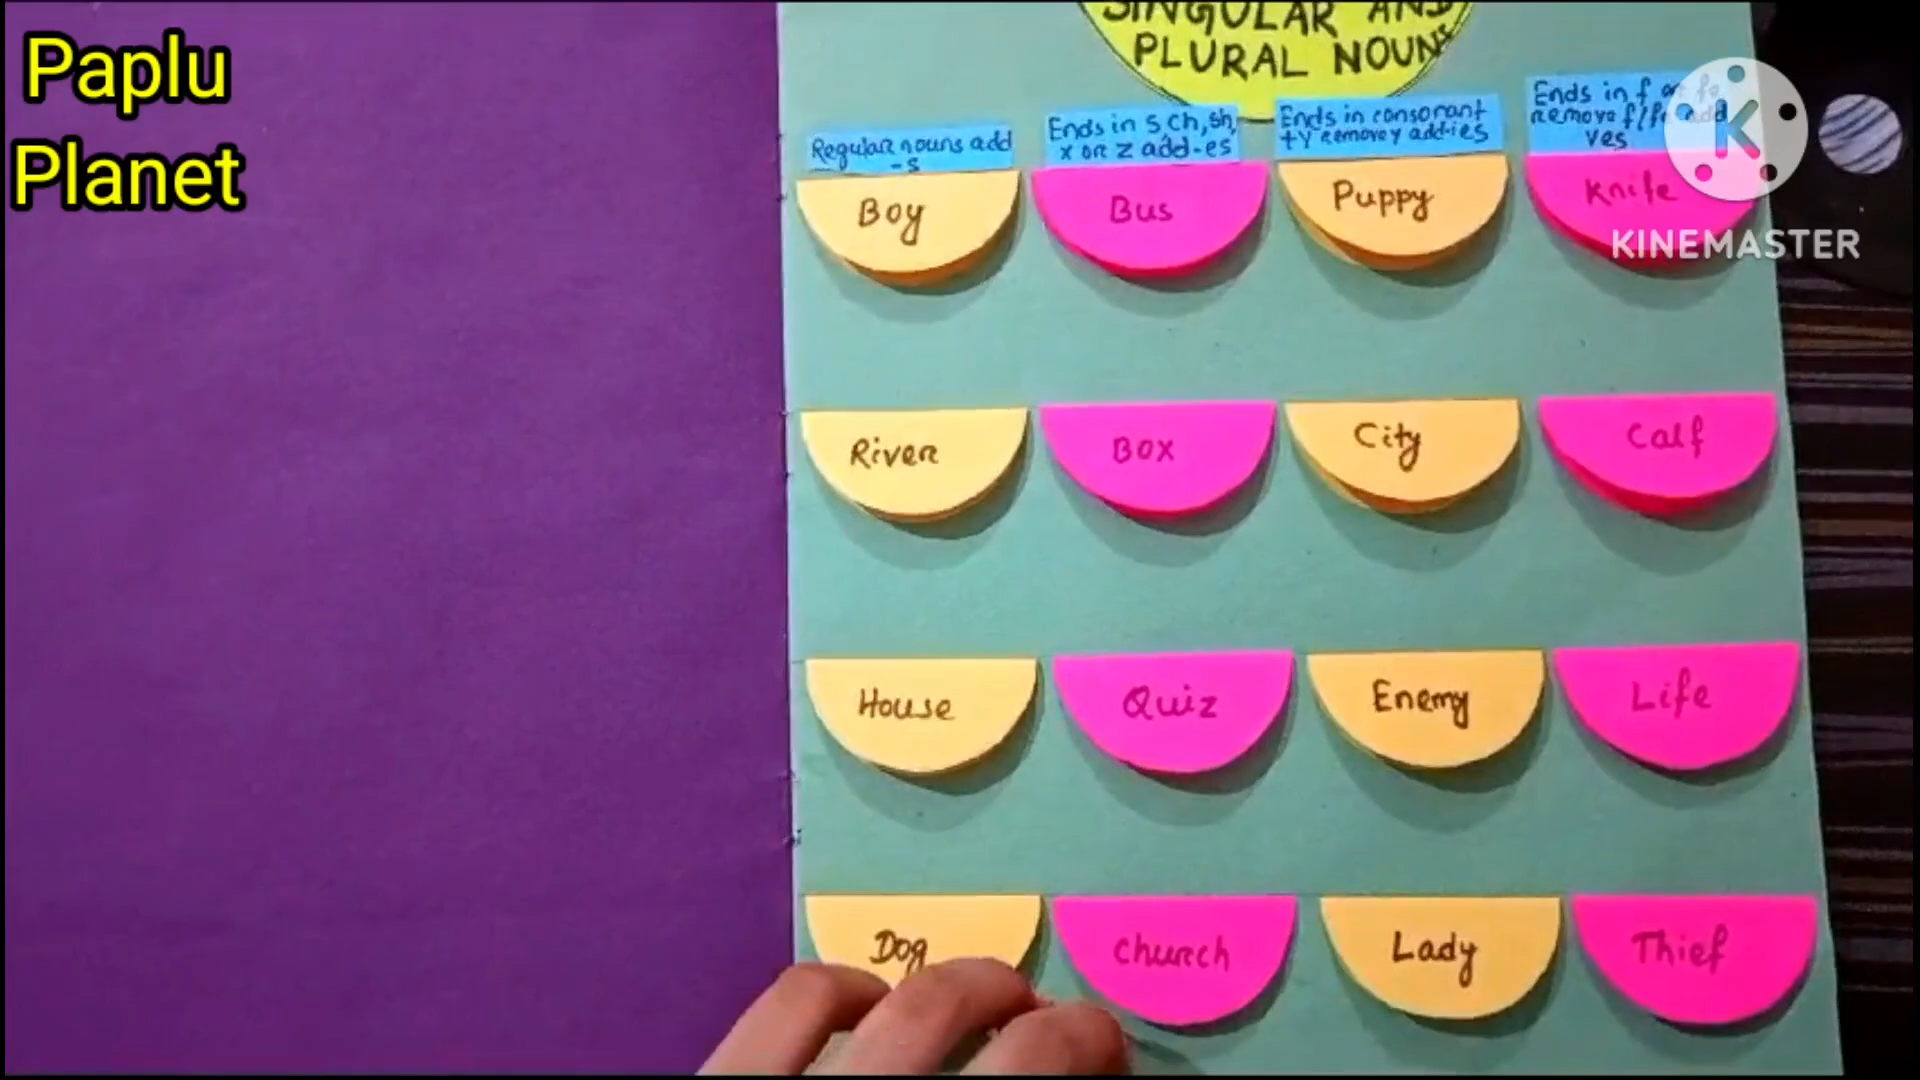 Paplu
Planet
SINGULAR AND
PLURAL NOUNS
Regular nouns add
-s
Ends in s, ch, sh,
x or z add-es
Ends in consonant
+y remove y add-ies
Ends in f or fe
remove f/fe add
ves
K
KINEMASTER
Boy
Bus
Puppy
Knife
River
Box
City
Calf
House
Quiz
Enemy
Life
Dog
Church
Lady
Thief